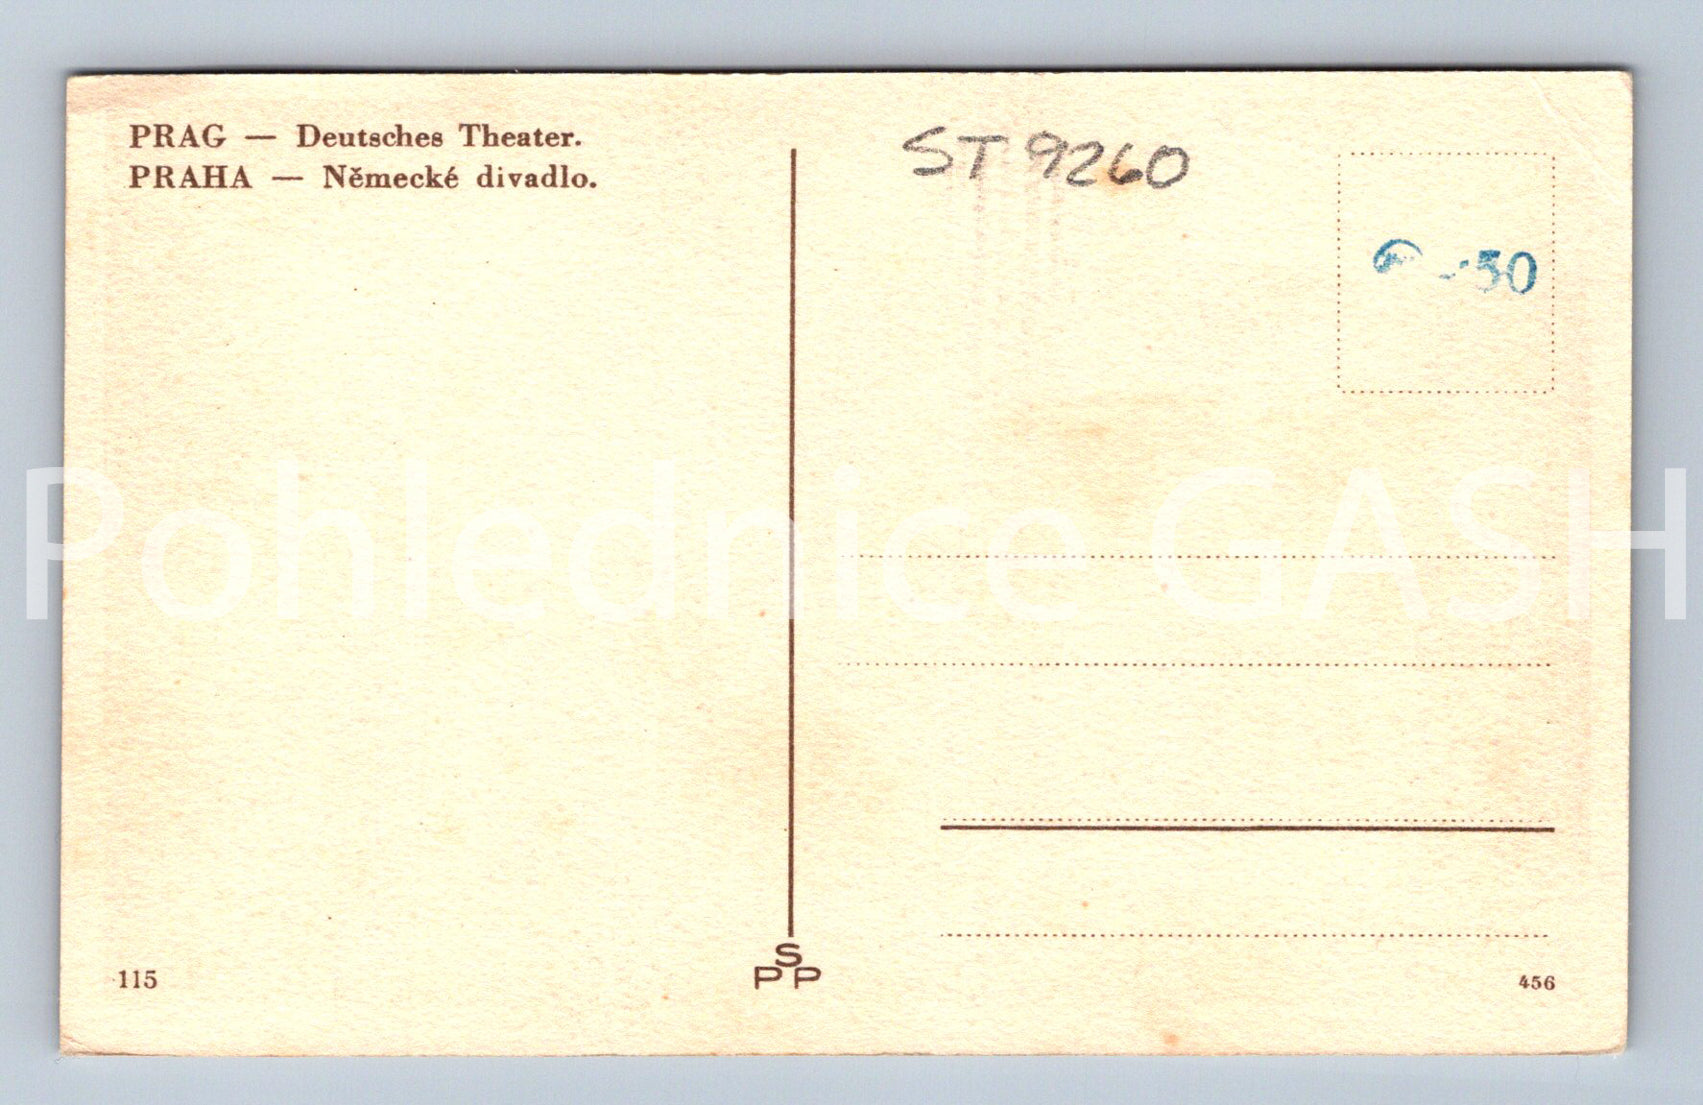 PRAG — Deutsches Theater.
PRAHA — Německé divadlo.
ST 9260
50
Pohlednice GASH
S
PP
115
456